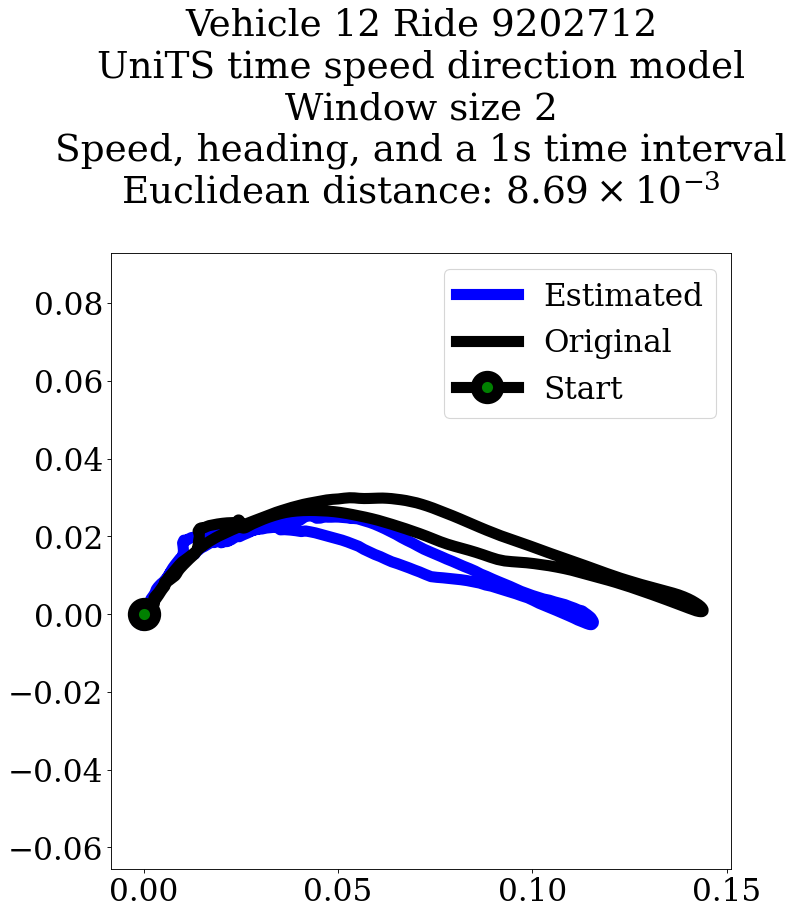 Vehicle 12 Ride 9202712
UniTS time speed direction model
Window size 2
Speed, heading, and a 1s time interval
Euclidean distance: 8.69 × 10⁻³
Estimated
Original
Start
0.08
0.06
0.04
0.02
0.00
−0.02
−0.04
−0.06
0.00 0.05 0.10 0.15